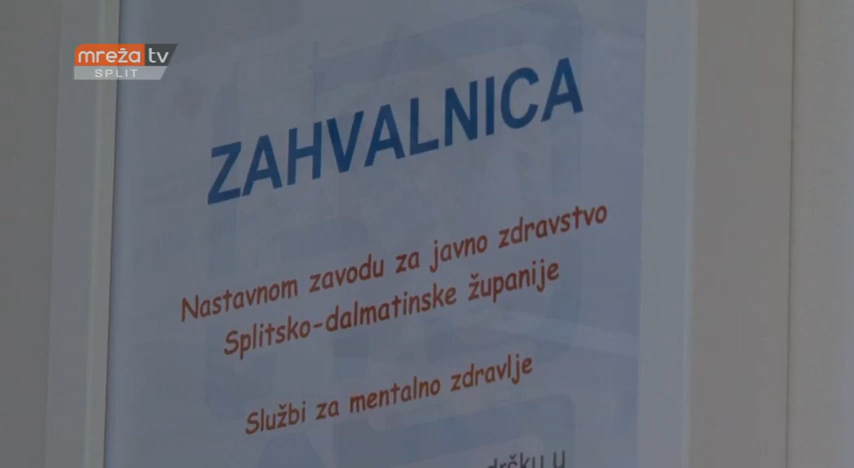 mreža tv
SPLIT
ZAHVALNICA
Nastavnom zavodu za javno zdravstvo
Splitsko-dalmatinske županije
Službi za mentalno zdravlje
u